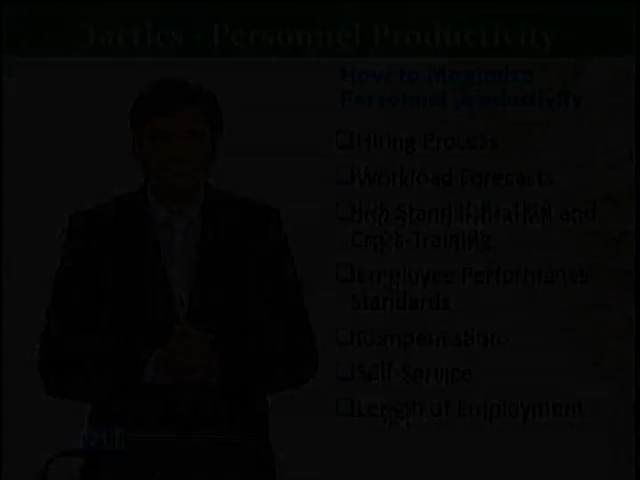 Tactics - Personnel Productivity
How to Maximize
Personnel productivity
Hiring Process
Workload Forecasts
Job Standardization and
Cross-Training
Employee Performance
Standards
Compensation
Self-Service
Length of Employment